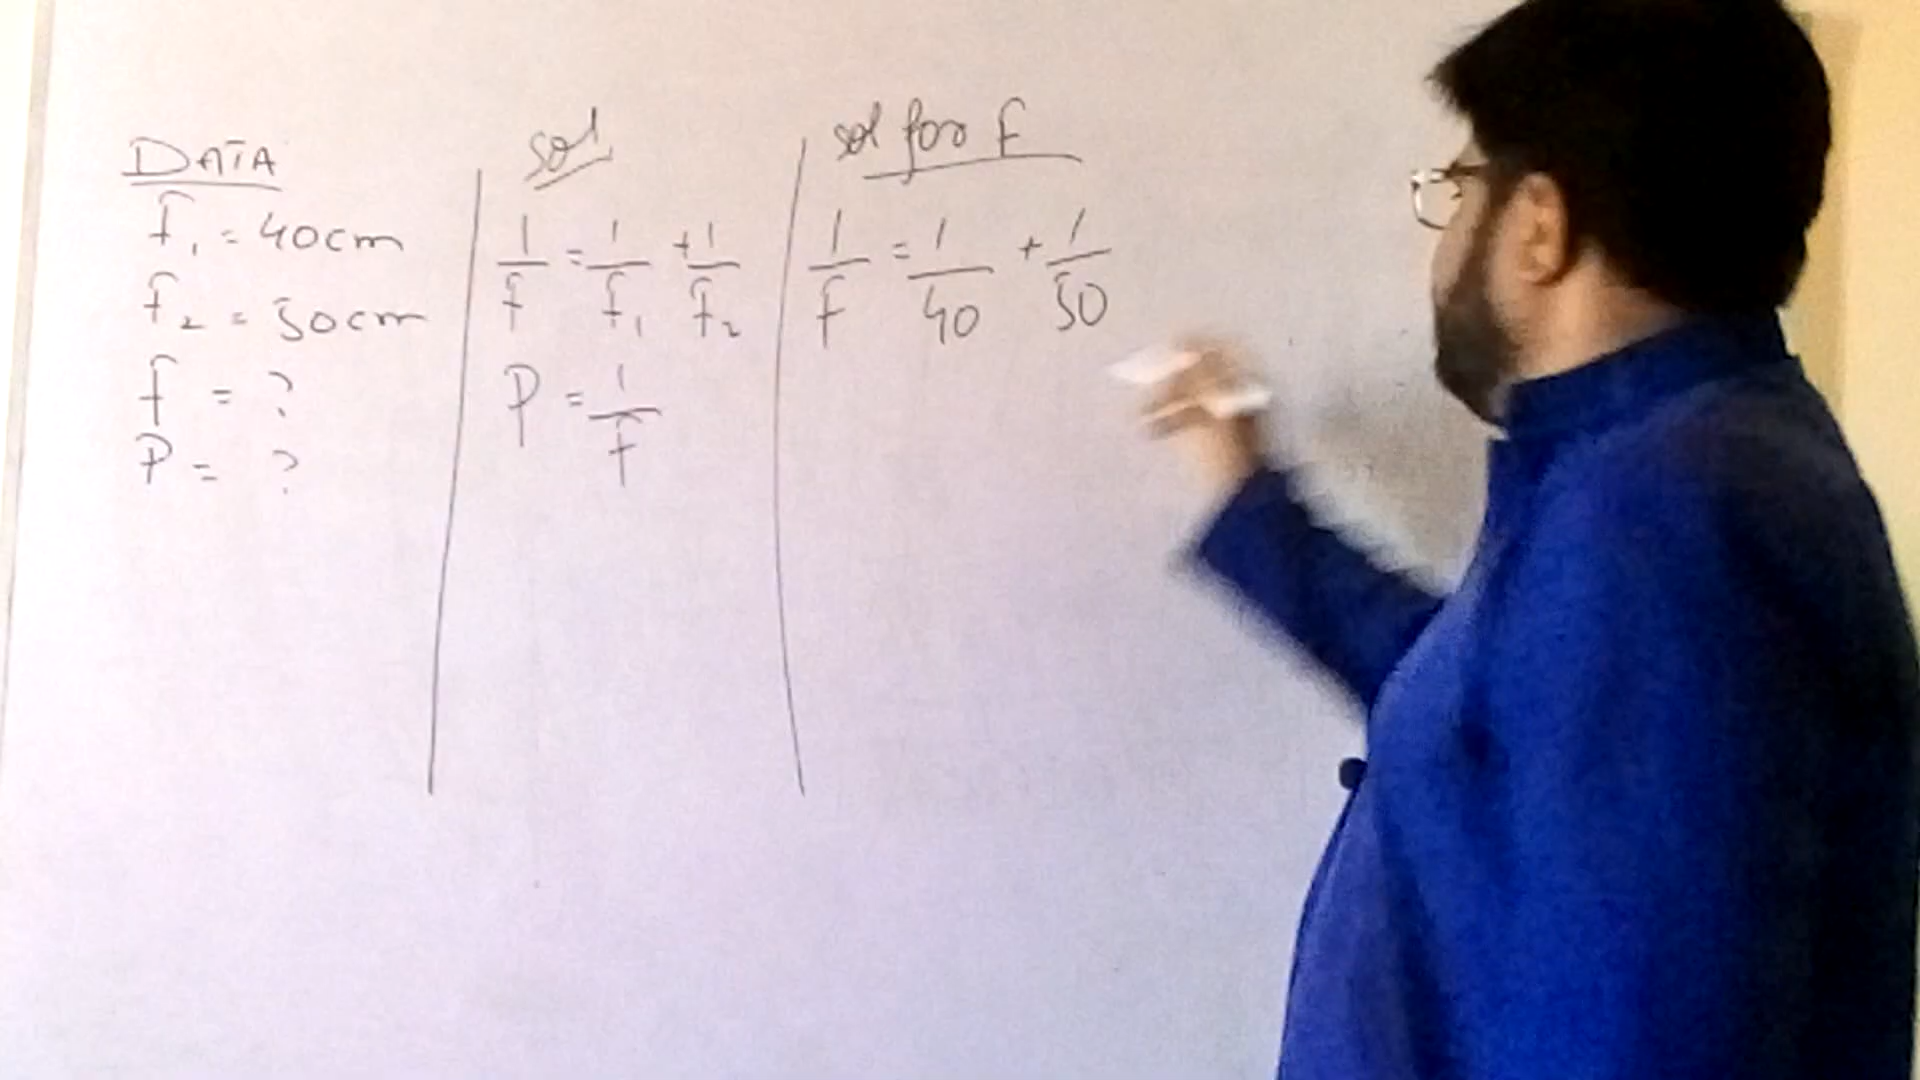 DATA
f₁ = 40cm
f₂ = 50cm
f = ?
P = ?
sol
1/f = 1/f₁ + 1/f₂
P = 1/f
sol for f
1/f = 1/40 + 1/50